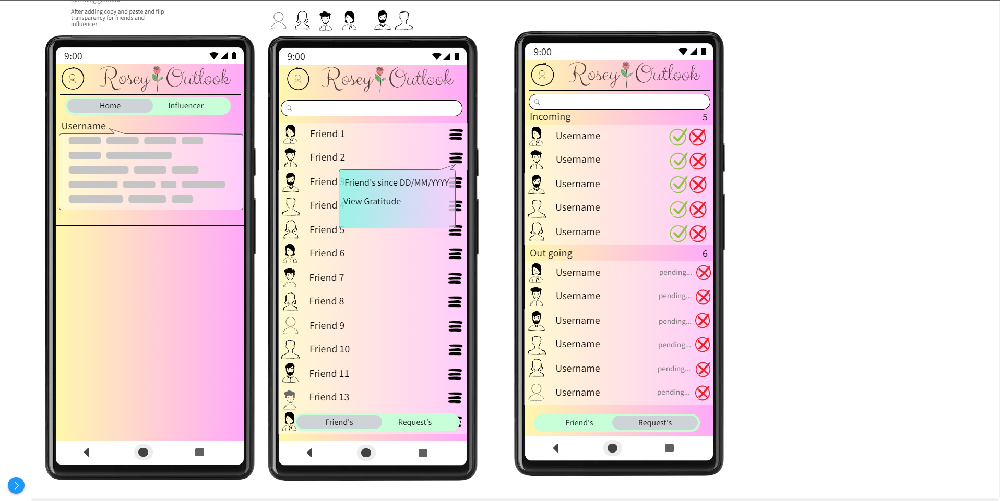 blooming gratitude
After adding copy and paste and flip
transparency for friends and
influencer
9:00
Rosey Outlook
Home
Influencer
Username
9:00
Rosey Outlook
Friend 1
Friend 2
Friend 3
Friend's since DD/MM/YYYY
Friend 4
View Gratitude
Friend 5
Friend 6
Friend 7
Friend 8
Friend 9
Friend 10
Friend 11
Friend 13
Friend's
Request's
9:00
Rosey Outlook
Incoming
5
Username
Username
Username
Username
Username
Out going
6
Username
pending...
Username
pending...
Username
pending...
Username
pending...
Username
pending...
Username
pending...
Friend's
Request's